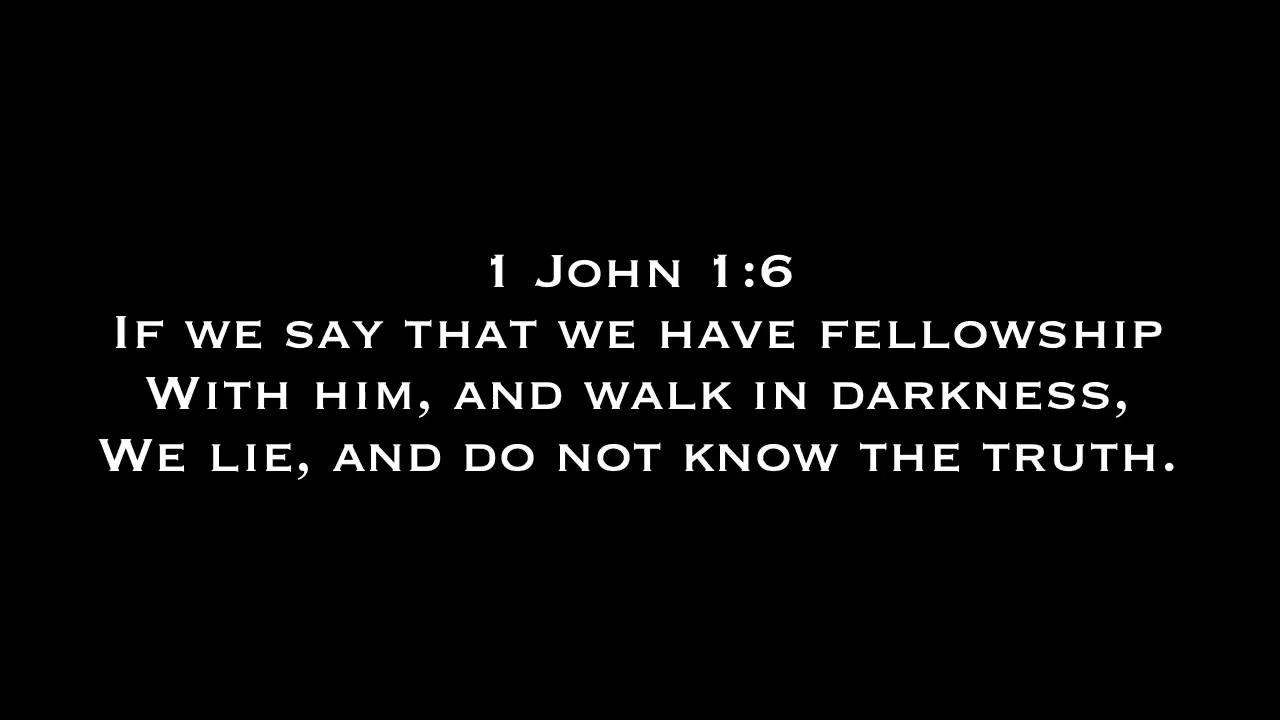 1 John 1:6
If we say that we have fellowship
With him, and walk in darkness,
We lie, and do not know the truth.